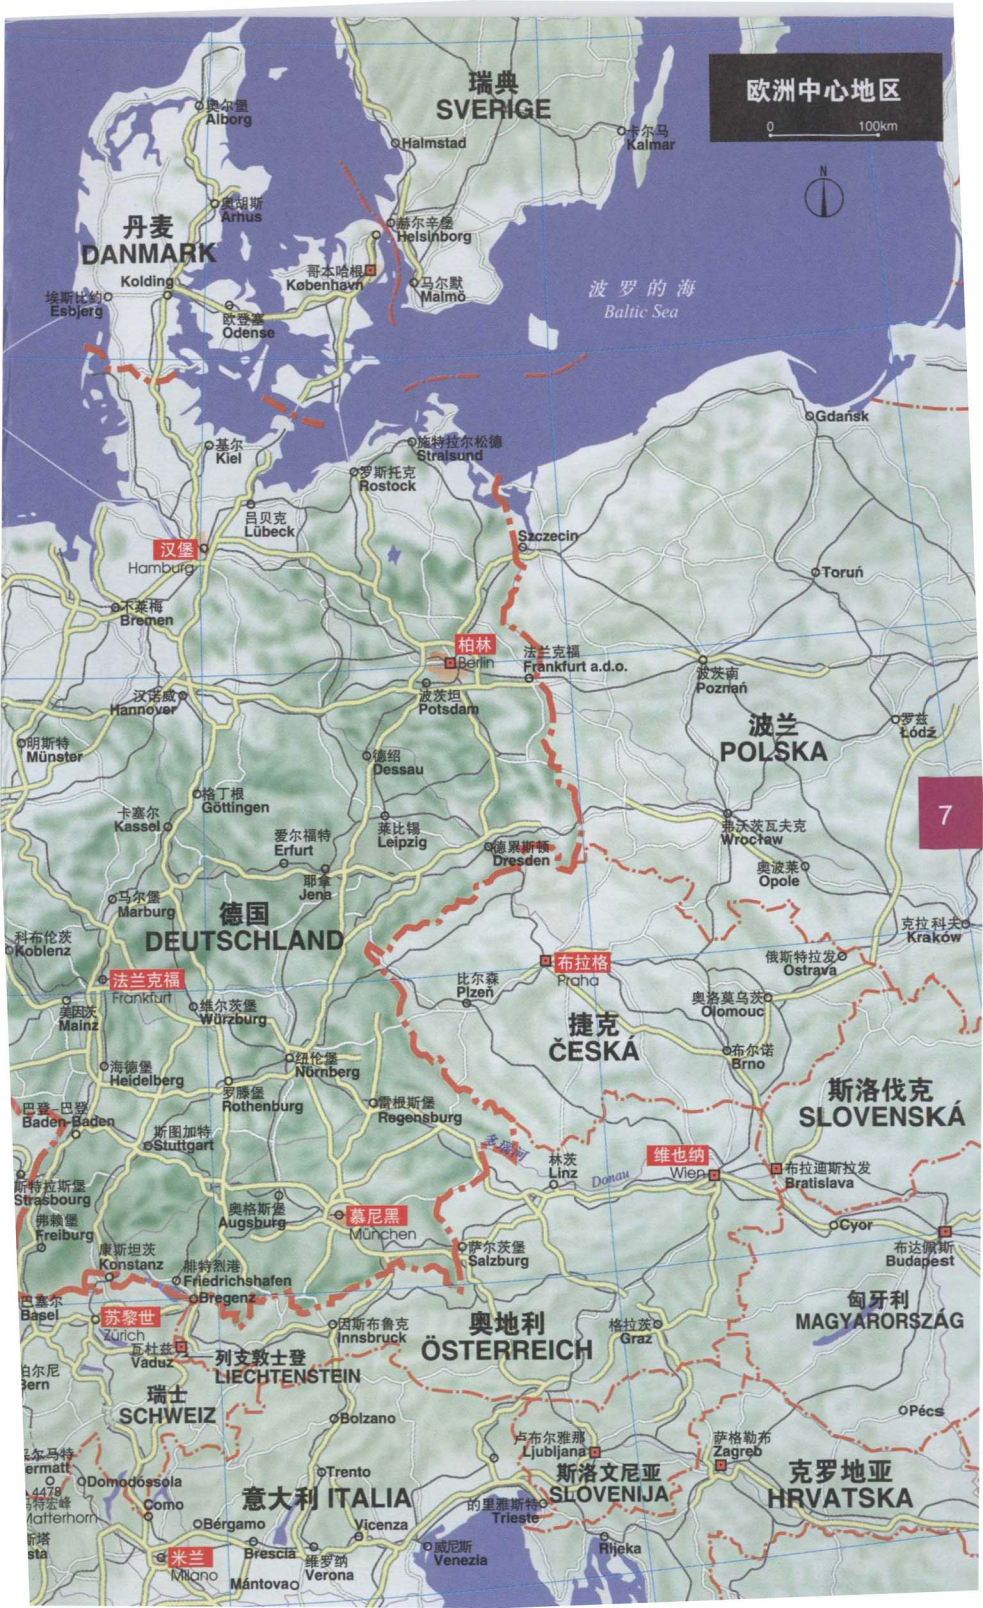 欧洲中心地区
0 100km
N
瑞典
SVERIGE
奥尔堡
Alborg
Halmstad
卡尔马
Kalmar
奥胡斯
Arhus
丹麦
DANMARK
赫尔辛堡
Helsinborg
Kolding
哥本哈根
København
马尔默
Malmö
埃斯比约
Esbjerg
欧登塞
Odense
波罗的海
Baltic Sea
Gdańsk
基尔
Kiel
施特拉尔松德
Stralsund
罗斯托克
Rostock
吕贝克
Lübeck
Szczecin
汉堡
Hamburg
Toruń
不莱梅
Bremen
柏林
Berlin
法兰克福
Frankfurt a.d.o.
波茨南
Poznań
汉诺威
Hannover
波茨坦
Potsdam
罗兹
Łódź
波兰
POLSKA
明斯特
Münster
德绍
Dessau
7
格丁根
Göttingen
卡塞尔
Kassel
莱比锡
Leipzig
爱尔福特
Erfurt
弗沃茨瓦夫克
Wrocław
德累斯顿
Dresden
奥波莱
Opole
耶拿
Jena
马尔堡
Marburg
德国
DEUTSCHLAND
克拉科夫
Kraków
科布伦茨
Koblenz
布拉格
Praha
俄斯特拉发
Ostrava
法兰克福
Frankfurt
比尔森
Plzeň
奥洛莫乌茨
Olomouc
美因茨
Mainz
维尔茨堡
Würzburg
捷克
ČESKÁ
布尔诺
Brno
海德堡
Heidelberg
纽伦堡
Nörnberg
罗滕堡
Rothenburg
斯洛伐克
SLOVENSKÁ
巴登-巴登
Baden-Baden
雷根斯堡
Regensburg
斯图加特
Stuttgart
多瑙河
林茨
Linz
Donau
维也纳
Wien
布拉迪斯拉发
Bratislava
斯特拉斯堡
Strasbourg
奥格斯堡
Augsburg
慕尼黑
München
弗赖堡
Freiburg
Cyor
萨尔茨堡
Salzburg
布达佩斯
Budapest
康斯坦茨
Konstanz
腓特烈港
Friedrichshafen
Bregenz
巴塞尔
Basel
苏黎世
Zürich
因斯布鲁克
Innsbruck
奥地利
ÖSTERREICH
格拉茨
Graz
匈牙利
MAGYARORSZÁG
瓦杜兹
Vaduz
列支敦士登
LIECHTENSTEIN
伯尔尼
Bern
瑞士
SCHWEIZ
Bolzano
Pécs
卢布尔雅那
Ljubljana
萨格勒布
Zagreb
尔马特
ermatt
4478
马特宏峰
Matterhorn
Domodossola
Trento
斯洛文尼亚
SLOVENIJA
克罗地亚
HRVATSKA
Como
意大利 ITALIA
的里雅斯特
Trieste
Bérgamo
Vicenza
斯塔
sta
Brescia
维罗纳
Verona
威尼斯
Venezia
Rijeka
米兰
Milano
Mántova